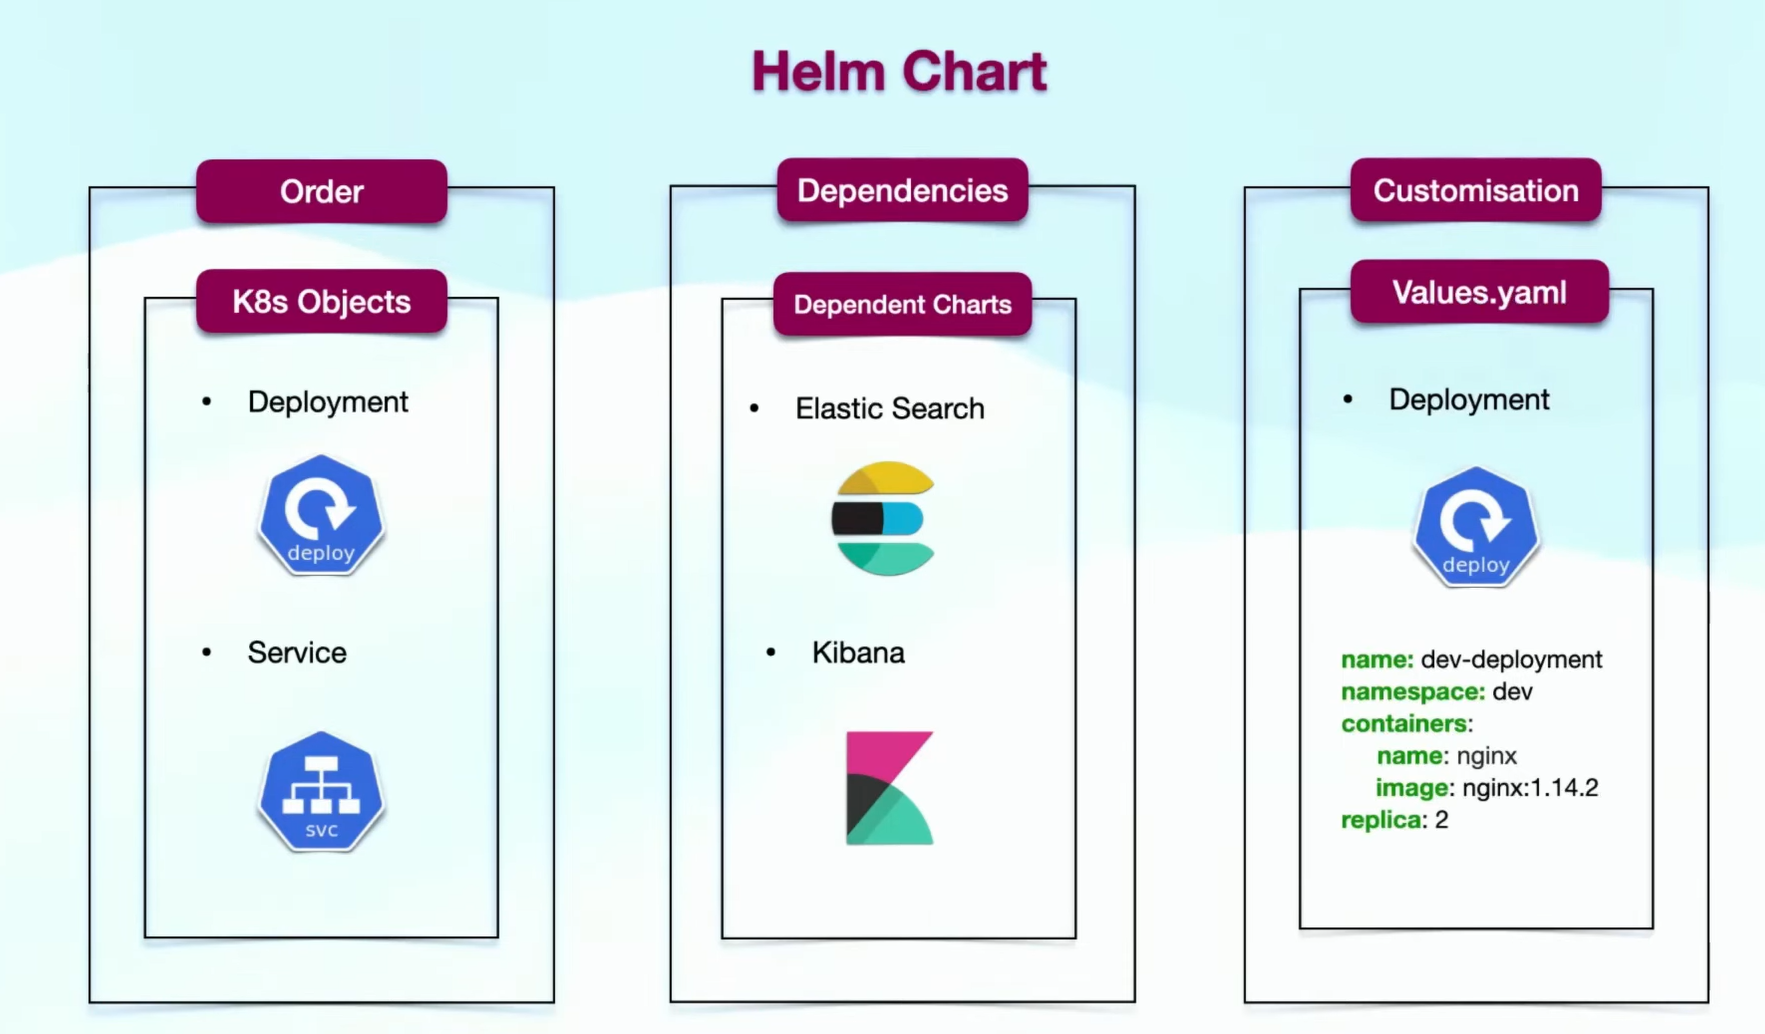 Helm Chart
Order
K8s Objects
• Deployment
deploy
• Service
svc
Dependencies
Dependent Charts
• Elastic Search
• Kibana
Customisation
Values.yaml
• Deployment
deploy
name: dev-deployment
namespace: dev
containers:
name: nginx
image: nginx:1.14.2
replica: 2